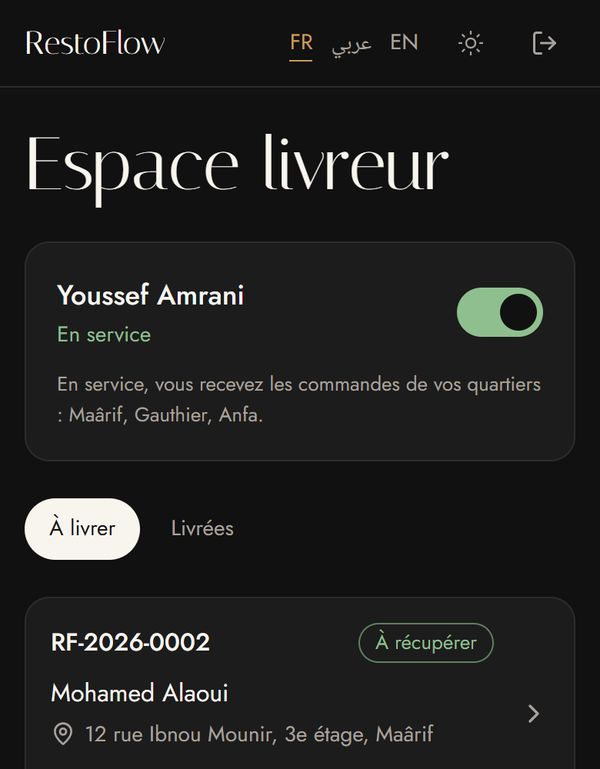 RestoFlow
FR عربي EN
Espace livreur
Youssef Amrani
En service
En service, vous recevez les commandes de vos quartiers
: Maârif, Gauthier, Anfa.
À livrer Livrées
RF-2026-0002 À récupérer
Mohamed Alaoui
12 rue Ibnou Mounir, 3e étage, Maârif